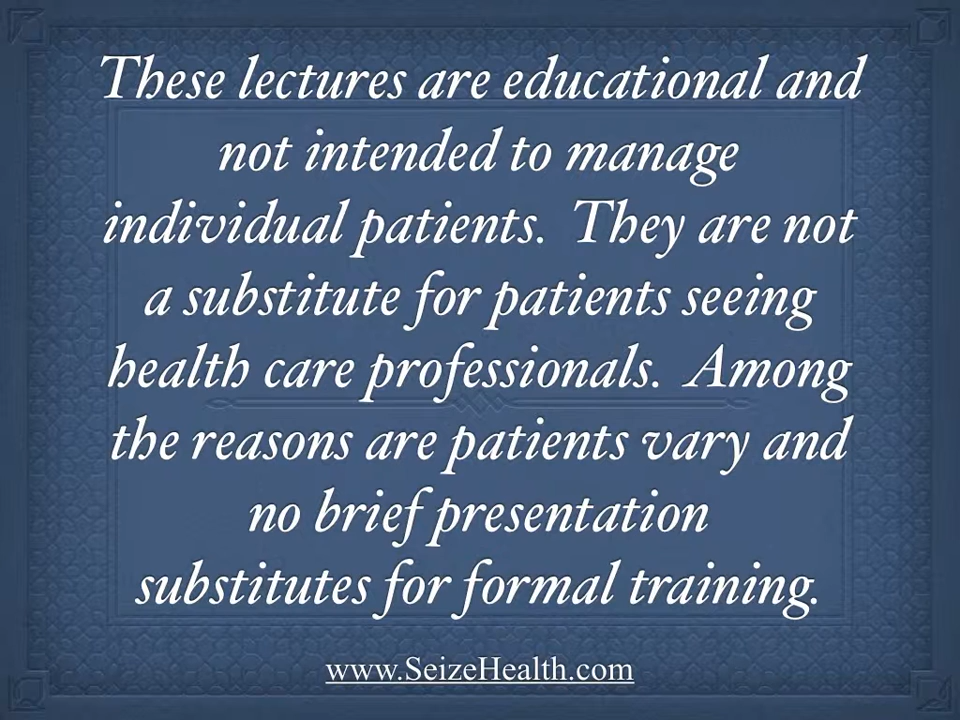 These lectures are educational and
not intended to manage
individual patients.  They are not
a substitute for patients seeing
health care professionals.  Among
the reasons are patients vary and
no brief presentation
substitutes for formal training.
www.SeizeHealth.com